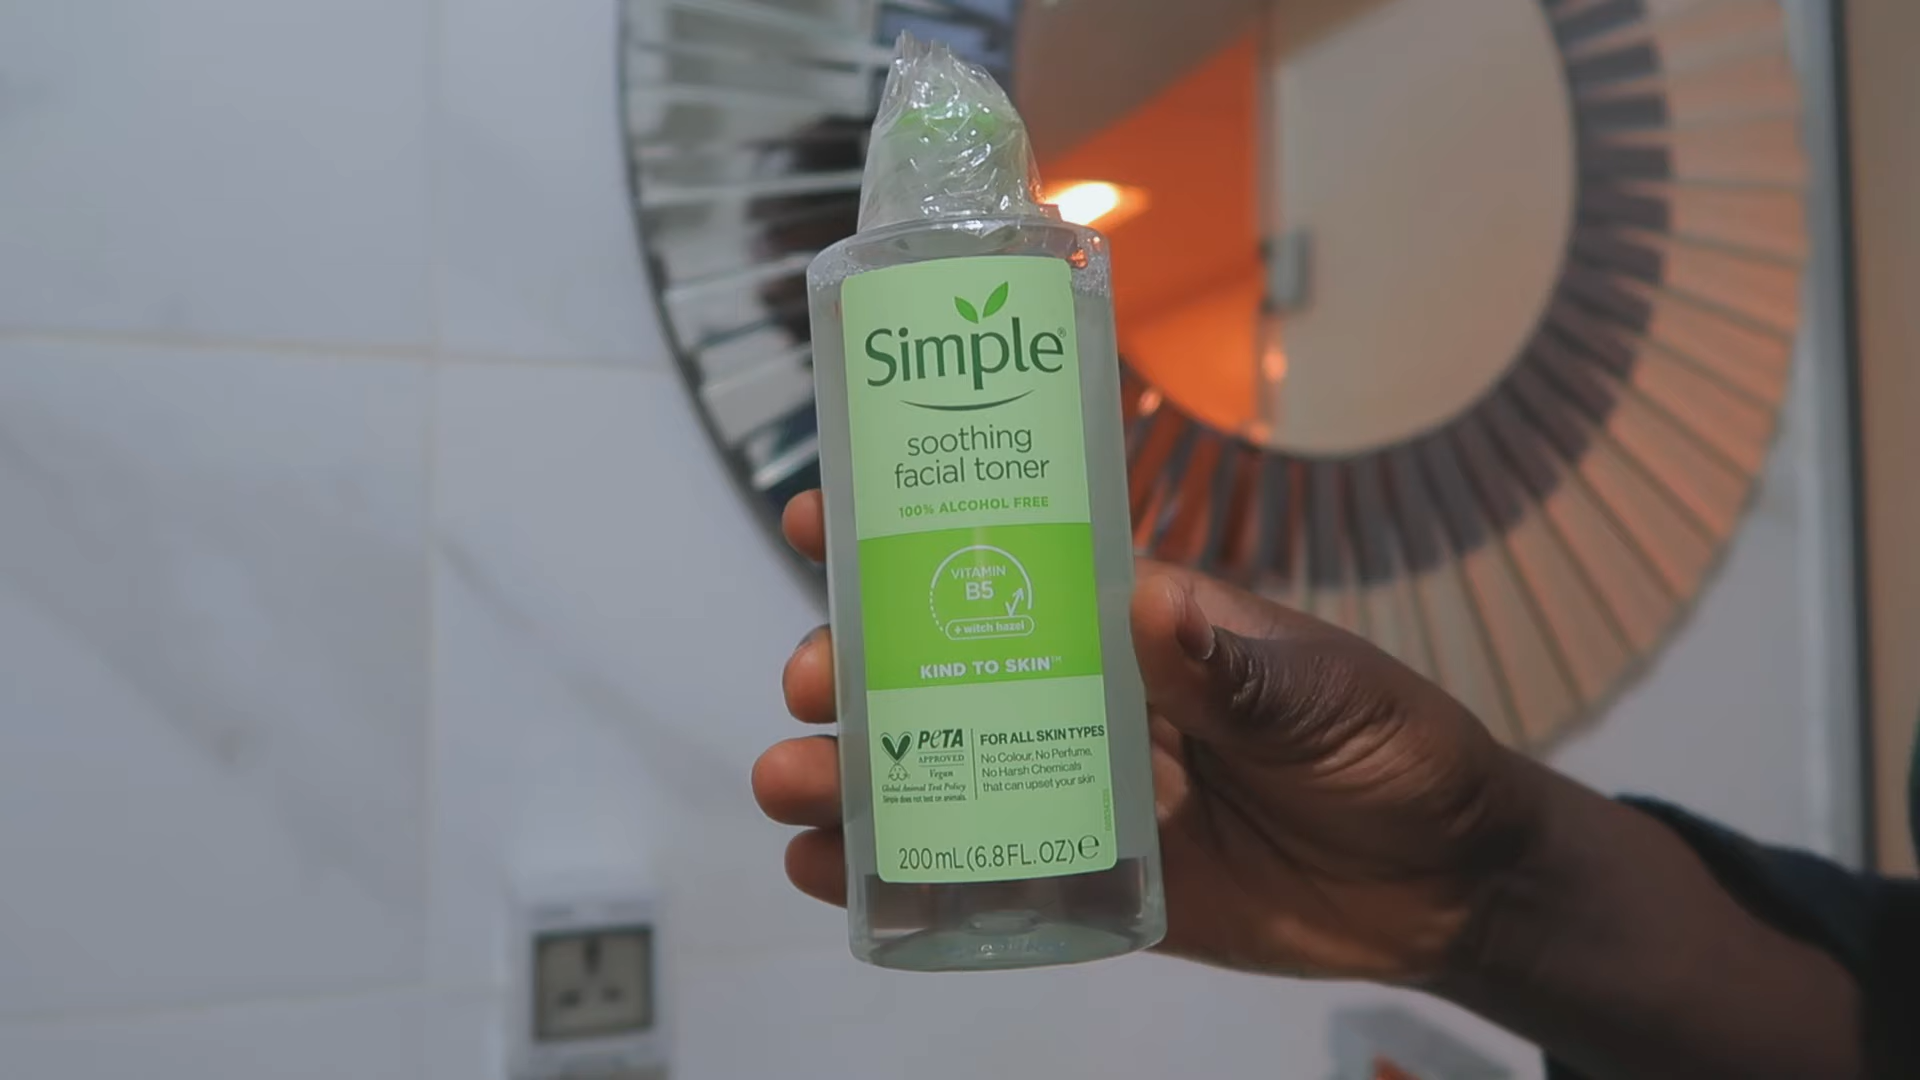 Simple®
soothing
facial toner
100% ALCOHOL FREE
VITAMIN
B5
+ witch hazel
KIND TO SKIN™
PETA
APPROVED
Vegan
Global Animal Test Policy
Simple does not test on animals.
FOR ALL SKIN TYPES
No Colour, No Perfume,
No Harsh Chemicals
that can upset your skin
200mL (6.8FL. OZ) ℮